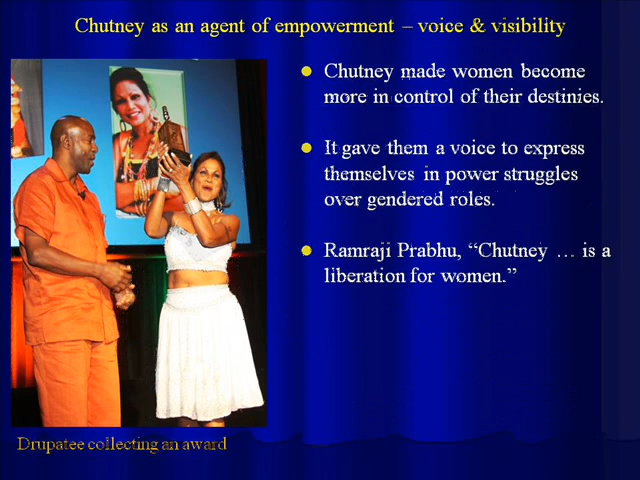 Chutney as an agent of empowerment – voice & visibility
Chutney made women become
more in control of their destinies.
It gave them a voice to express
themselves in power struggles
over gendered roles.
Ramraji Prabhu, “Chutney … is a
liberation for women.”
Drupatee collecting an award